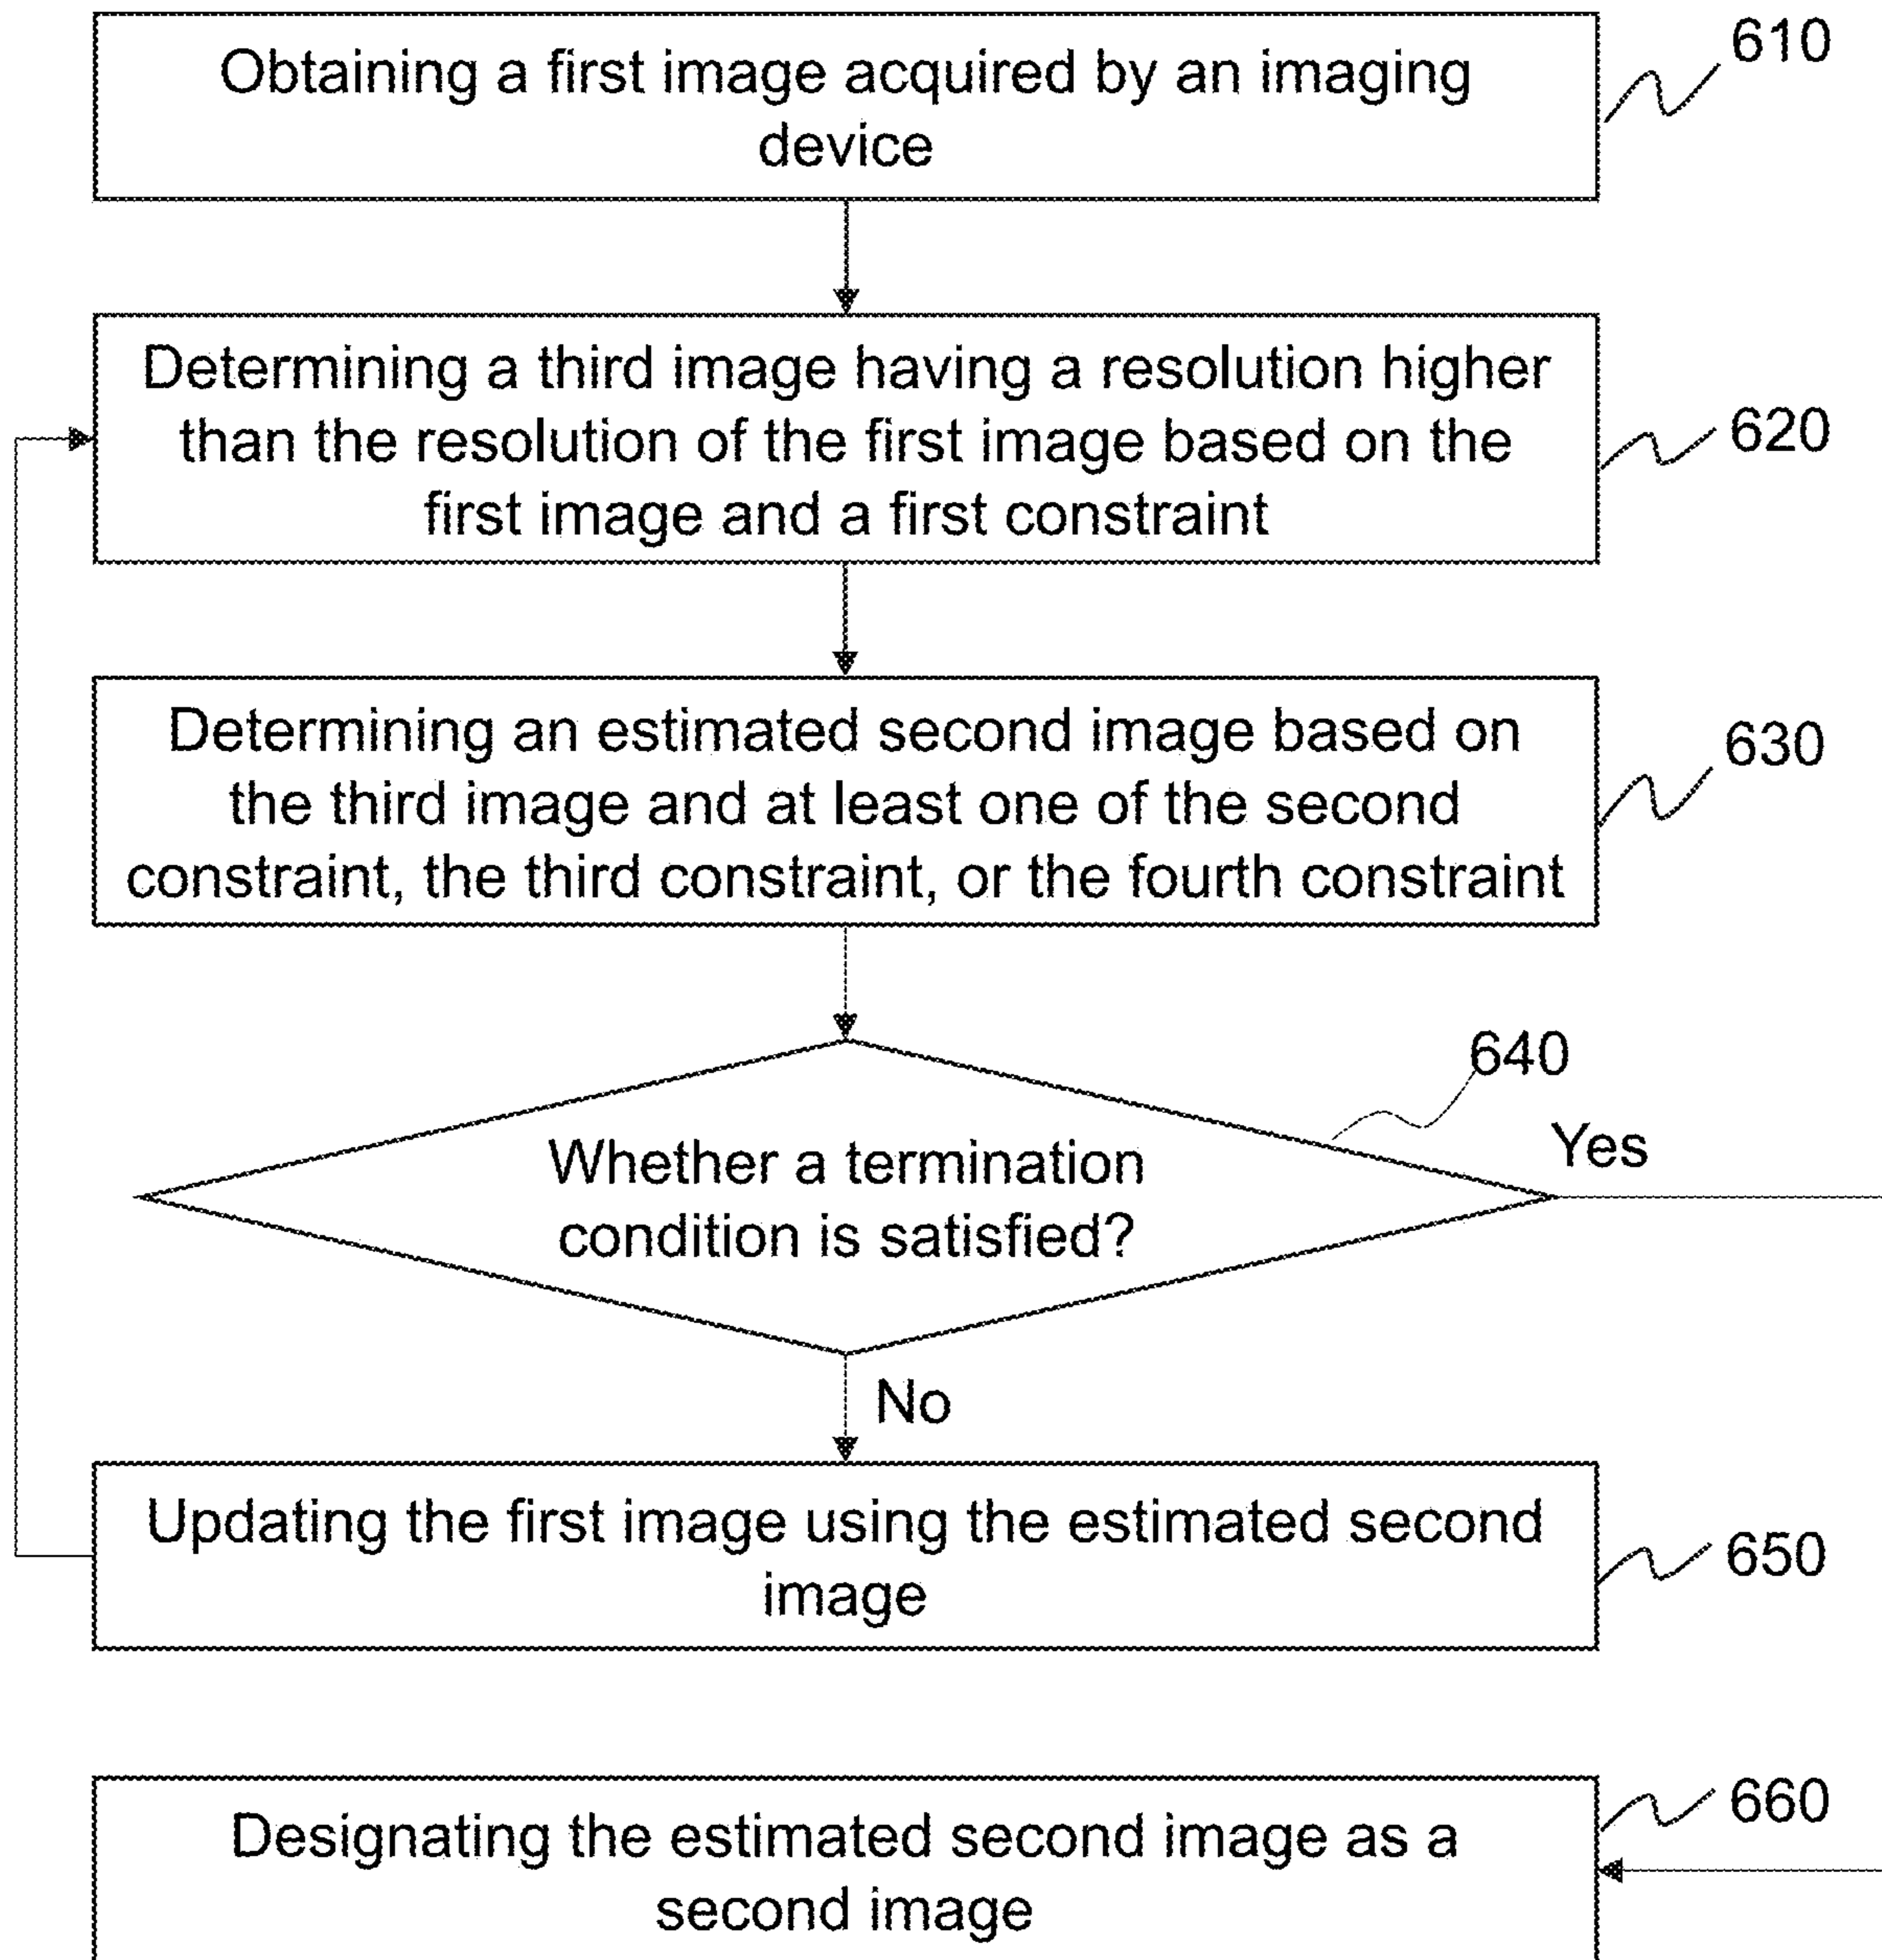 Obtaining a first image acquired by an imaging
device
610
Determining a third image having a resolution higher
than the resolution of the first image based on the
first image and a first constraint
620
Determining an estimated second image based on
the third image and at least one of the second
constraint, the third constraint, or the fourth constraint
630
640
Whether a termination
condition is satisfied?
Yes
No
Updating the first image using the estimated second
image
650
Designating the estimated second image as a
second image
660